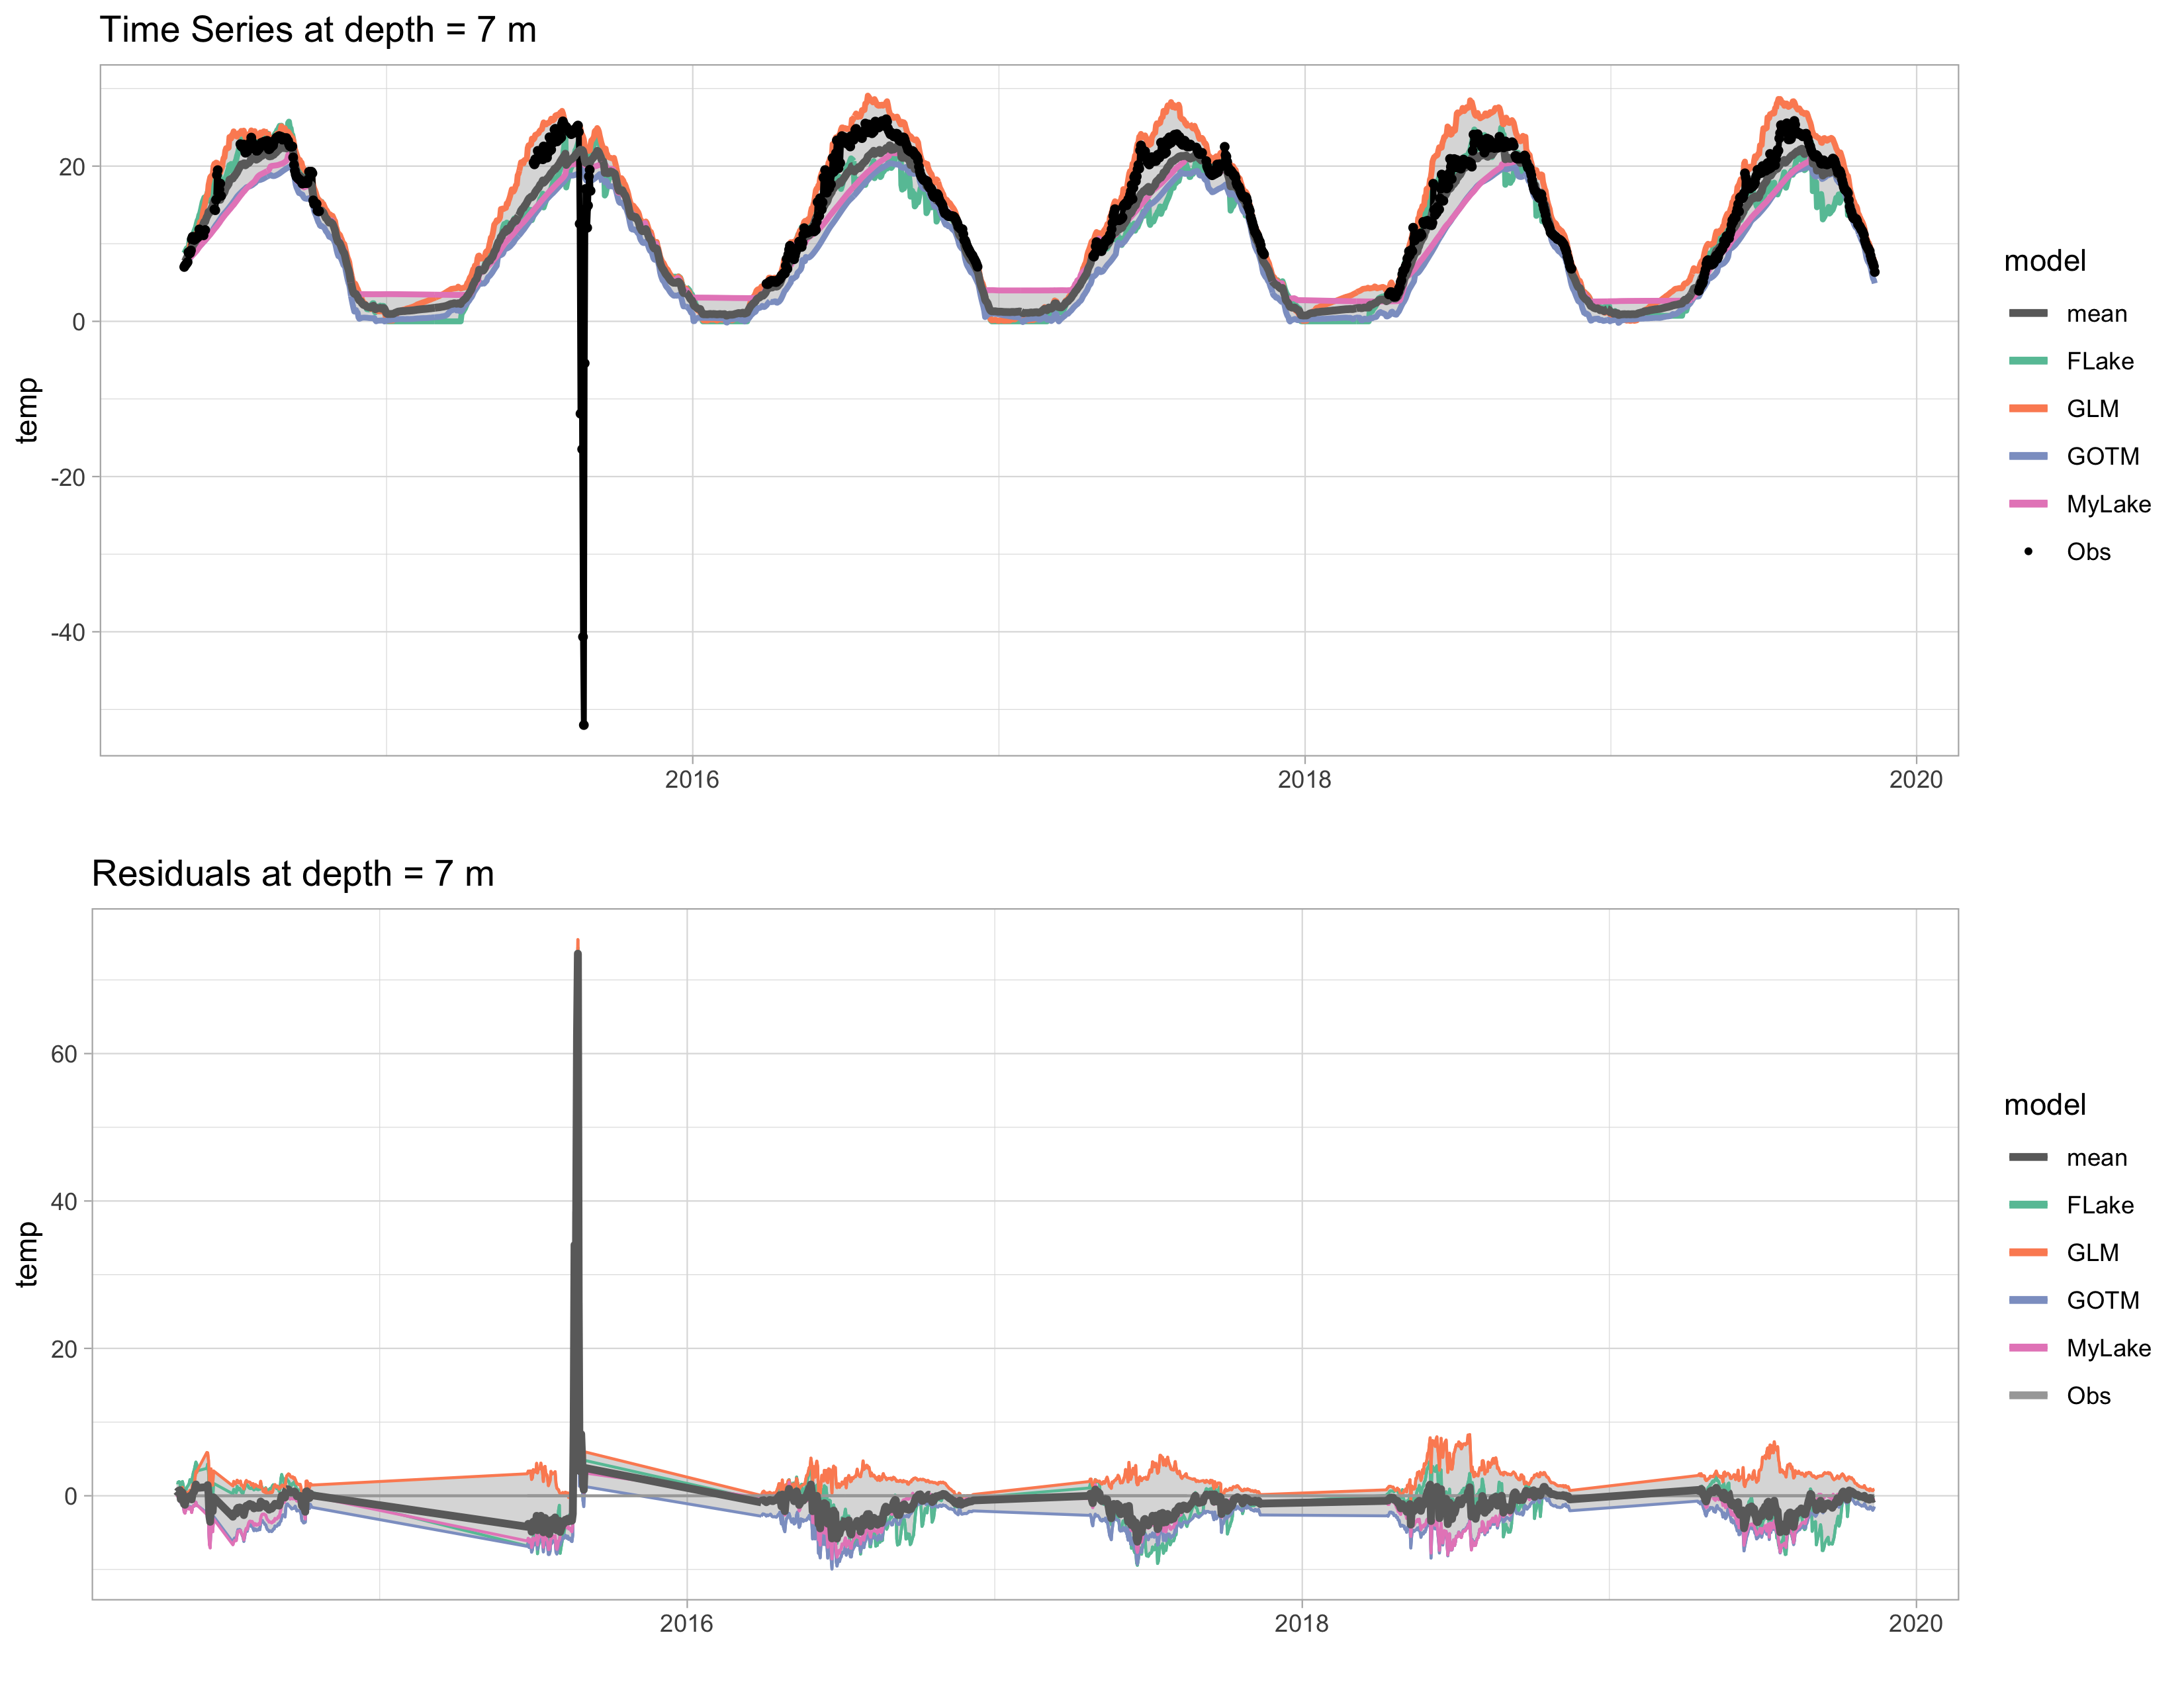 Time Series at depth = 7 m
temp
20
0
-20
-40
2016
2018
2020
model
mean
FLake
GLM
GOTM
MyLake
Obs
Residuals at depth = 7 m
temp
60
40
20
0
2016
2018
2020
model
mean
FLake
GLM
GOTM
MyLake
Obs